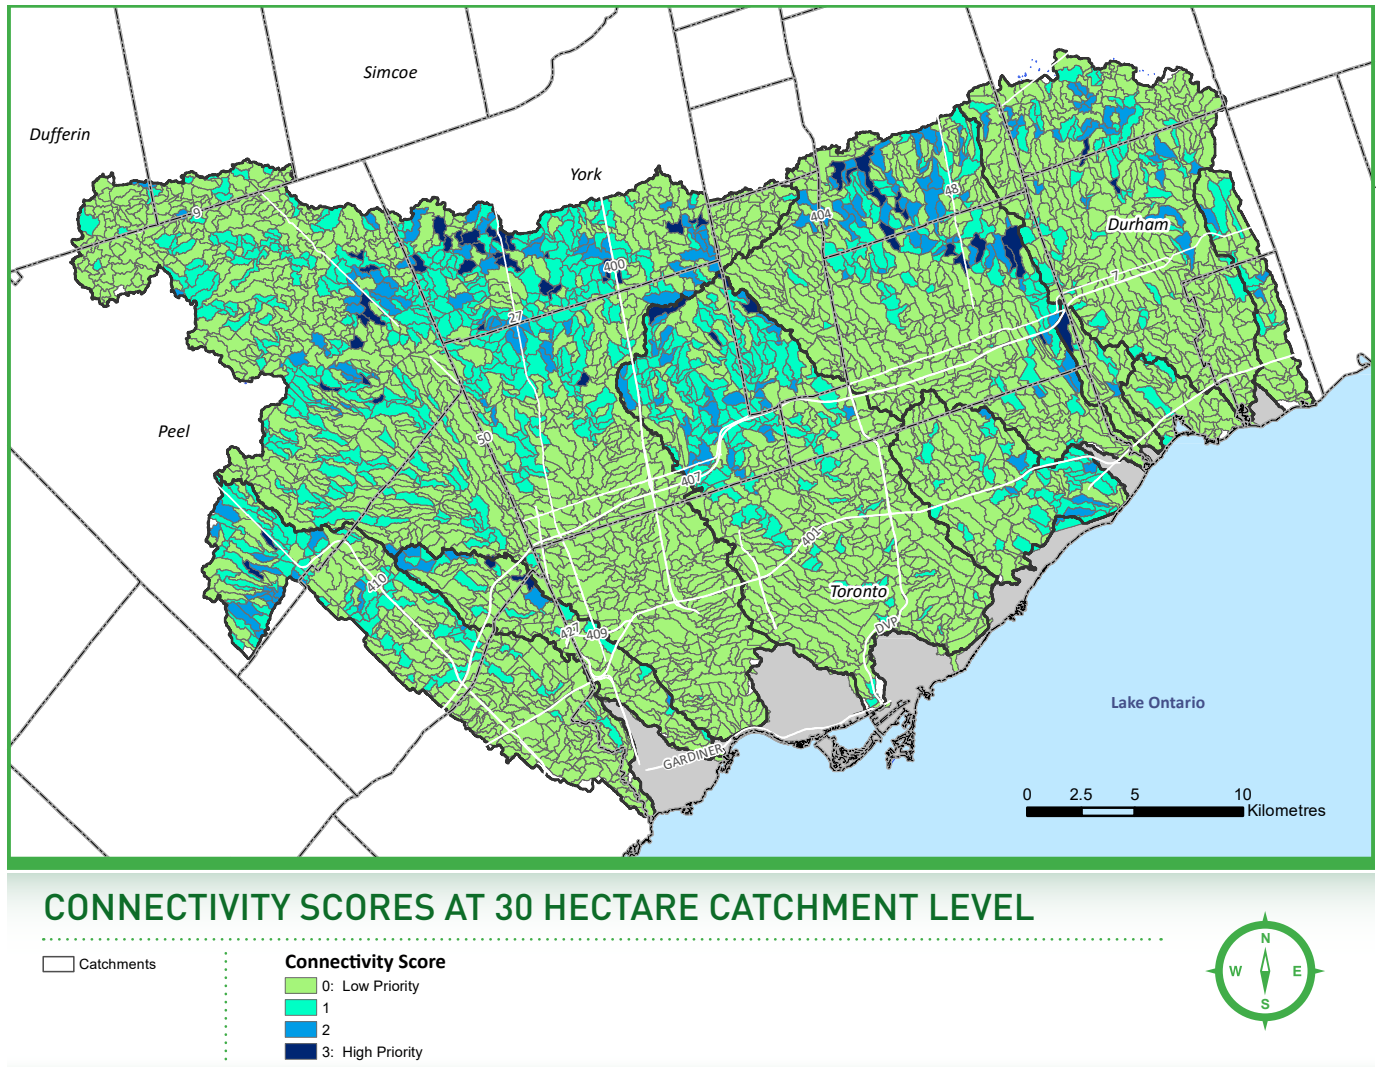 Simcoe
Dufferin
York
9
48
404
Durham
400
7
27
Peel
50
407
401
410
Toronto
427
409
DVP
Lake Ontario
GARDINER
0 2.5 5 10
Kilometres
CONNECTIVITY SCORES AT 30 HECTARE CATCHMENT LEVEL
Catchments
Connectivity Score
0: Low Priority
1
2
3: High Priority
N
W E
S